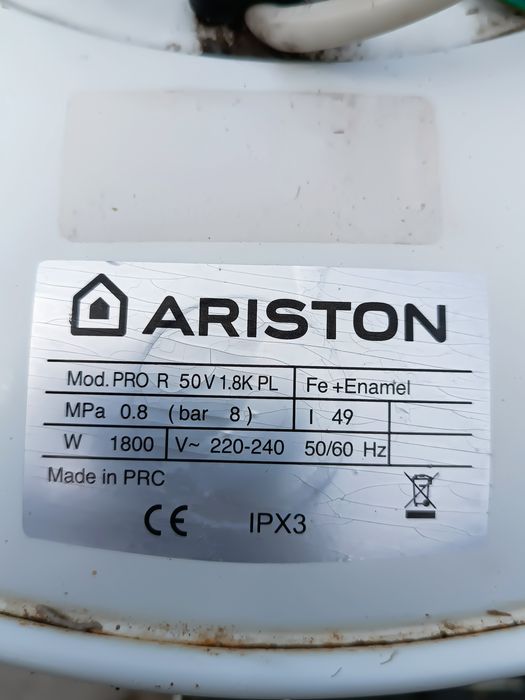 ARISTON
Mod. PRO R 50 V 1.8K PL Fe +Enamel
MPa 0.8 (bar 8) l 49
W 1800 V~ 220-240 50/60 Hz
Made in PRC
CE IPX3